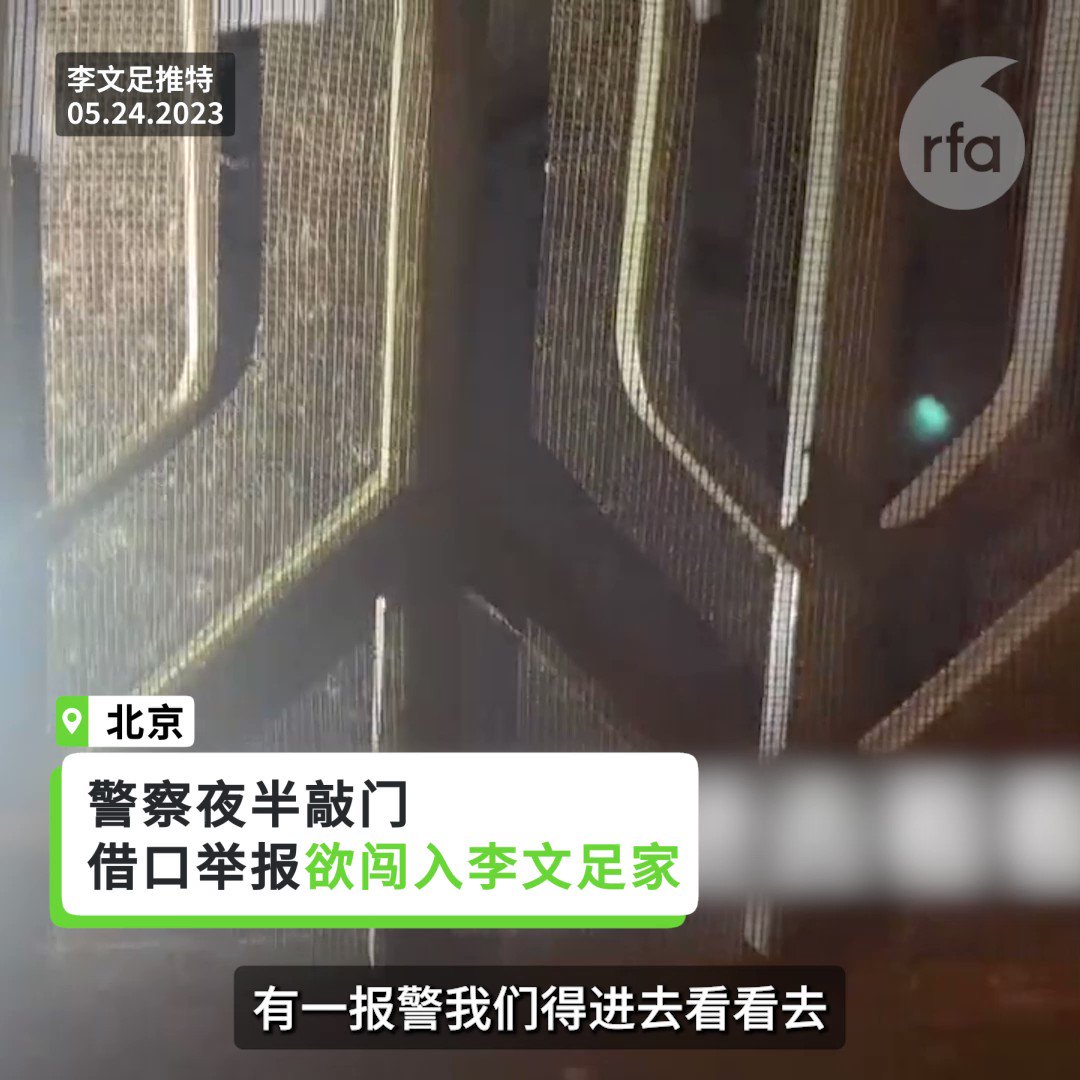 李文足推特
05.24.2023
rfa
北京
警察夜半敲门
借口举报欲闯入李文足家
有一报警我们得进去看看去